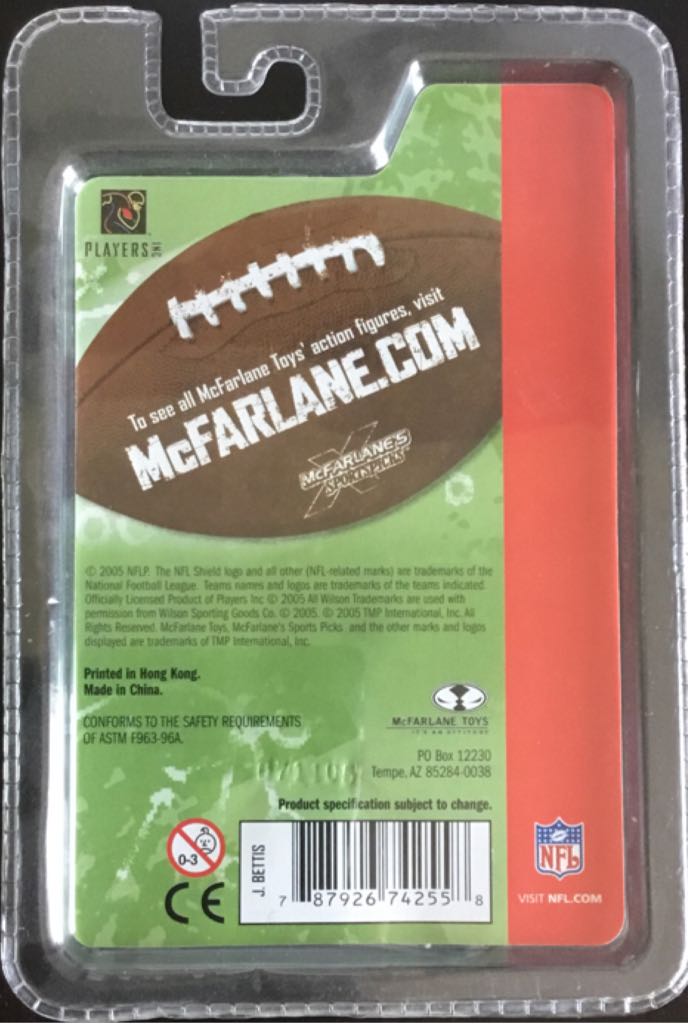 PLAYERS INC
To see all McFarlane Toys' action figures, visit
McFARLANE.COM
McFARLANE'S
SPORTSPICKS
© 2005 NFLP. The NFL Shield logo and all other (NFL-related marks) are trademarks of the
National Football League. Teams names and logos are trademarks of the teams indicated.
Officially Licensed Product of Players Inc © 2005 All Wilson Trademarks are used with
permission from Wilson Sporting Goods Co. © 2005. © 2005 TMP International, Inc. All
Rights Reserved. McFarlane Toys, McFarlane's Sports Picks and the other marks and logos
displayed are trademarks of TMP International, Inc.
Printed in Hong Kong.
Made in China.
CONFORMS TO THE SAFETY REQUIREMENTS
OF ASTM F963-96A.
McFARLANE TOYS
IT'S AN ATTITUDE
PO Box 12230
Tempe, AZ 85284-0038
Product specification subject to change.
0-3
CE
J. BETTIS
7 87926 74255 8
NFL
VISIT NFL.COM